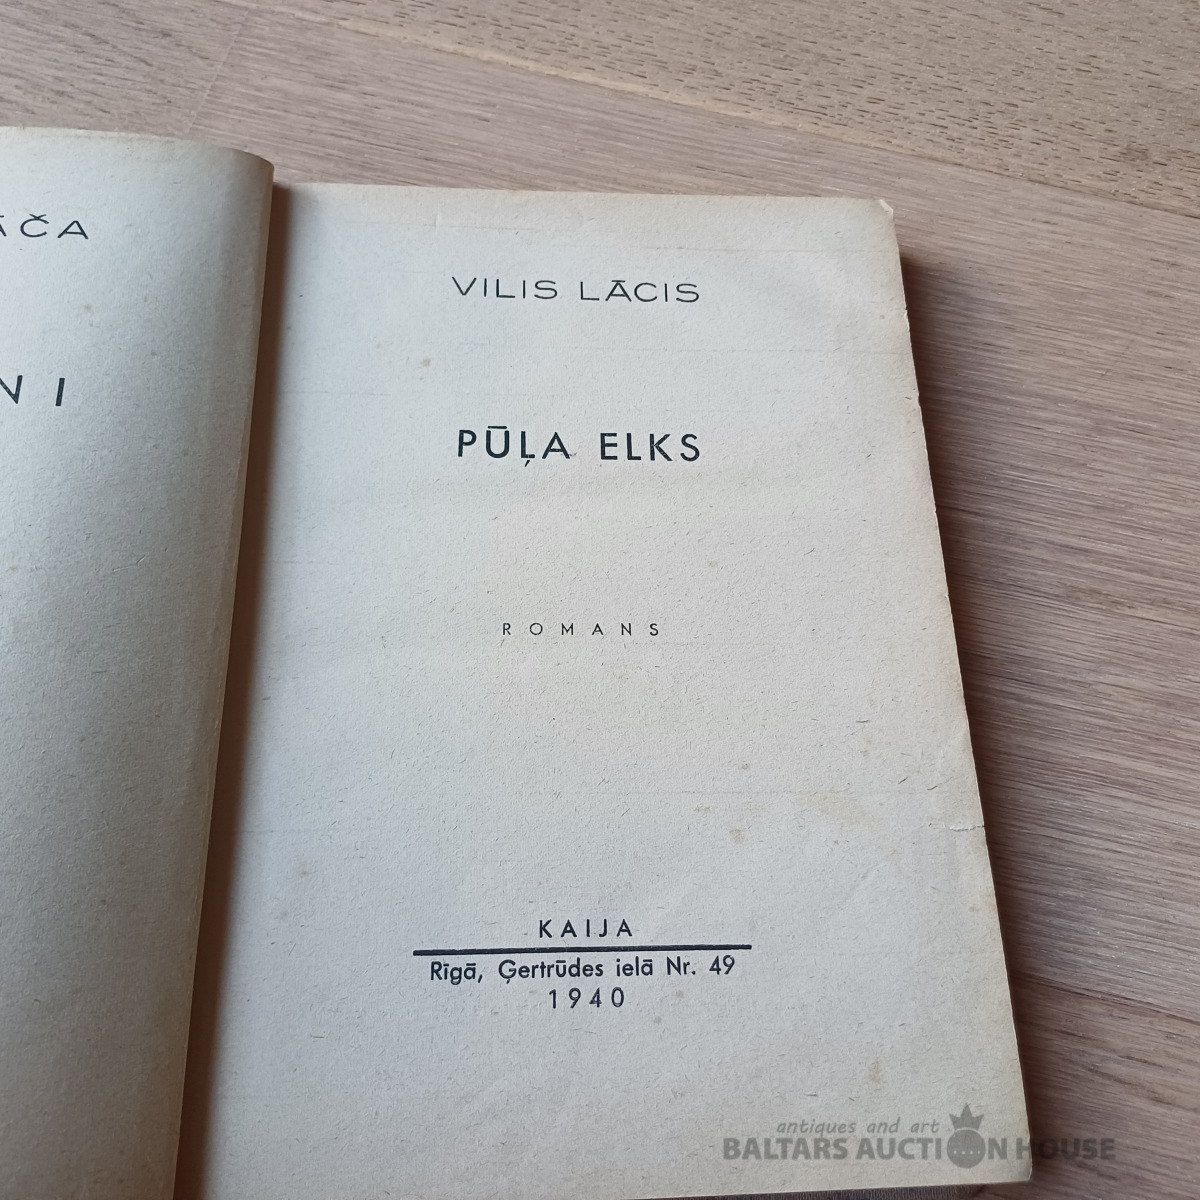 ĀČA
NI
VILIS LĀCIS
PŪĻA ELKS
ROMANS
KAIJA
Rīgā, Ģertrūdes ielā Nr. 49
1940
antiques and art
BALTARS AUCTION HOUSE